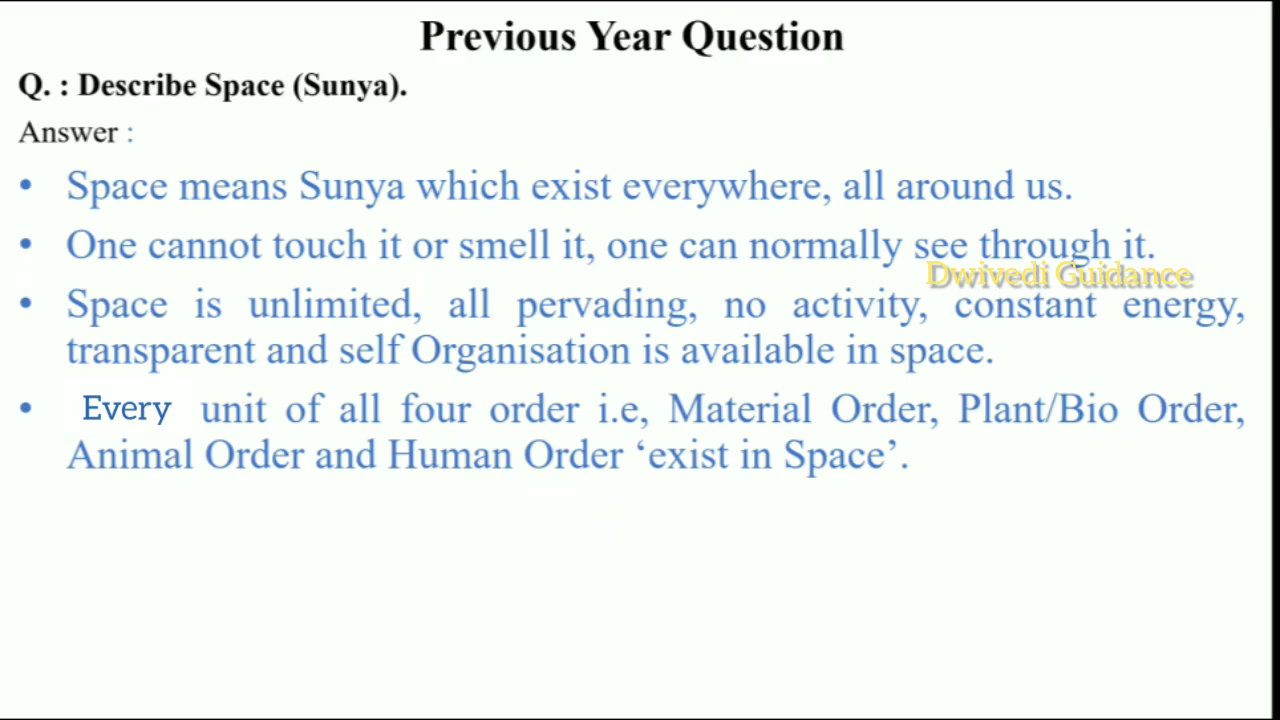 Previous Year Question
Q. : Describe Space (Sunya).
Answer :
• Space means Sunya which exist everywhere, all around us.
• One cannot touch it or smell it, one can normally see through it.
Dwivedi Guidance
• Space is unlimited, all pervading, no activity, constant energy,
transparent and self Organisation is available in space.
• Every unit of all four order i.e, Material Order, Plant/Bio Order,
Animal Order and Human Order ‘exist in Space’.